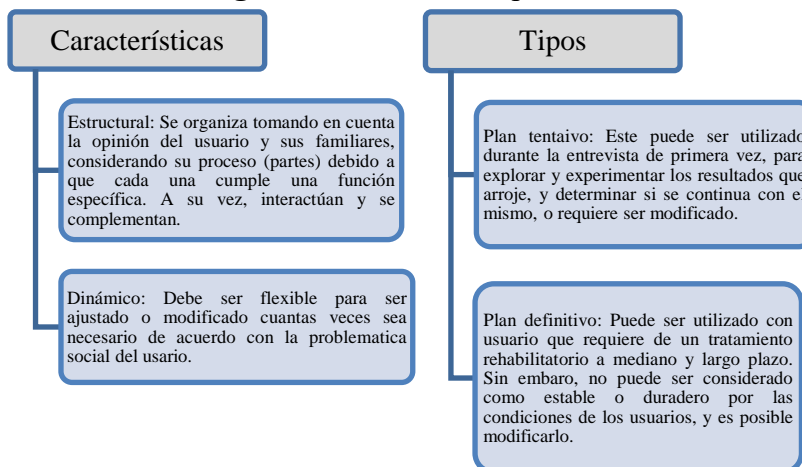 Características
Estructural: Se organiza tomando en cuenta
la opinión del usuario y sus familiares,
considerando su proceso (partes) debido a
que cada una cumple una función
específica. A su vez, interactúan y se
complementan.
Dinámico: Debe ser flexible para ser
ajustado o modificado cuantas veces sea
necesario de acuerdo con la problematica
social del usario.
Tipos
Plan tentaivo: Este puede ser utilizado
durante la entrevista de primera vez, para
explorar y experimentar los resultados que
arroje, y determinar si se continua con el
mismo, o requiere ser modificado.
Plan definitivo: Puede ser utilizado con
usuario que requiere de un tratamiento
rehabilitatorio a mediano y largo plazo.
Sin embaro, no puede ser considerado
como estable o duradero por las
condiciones de los usuarios, y es posible
modificarlo.